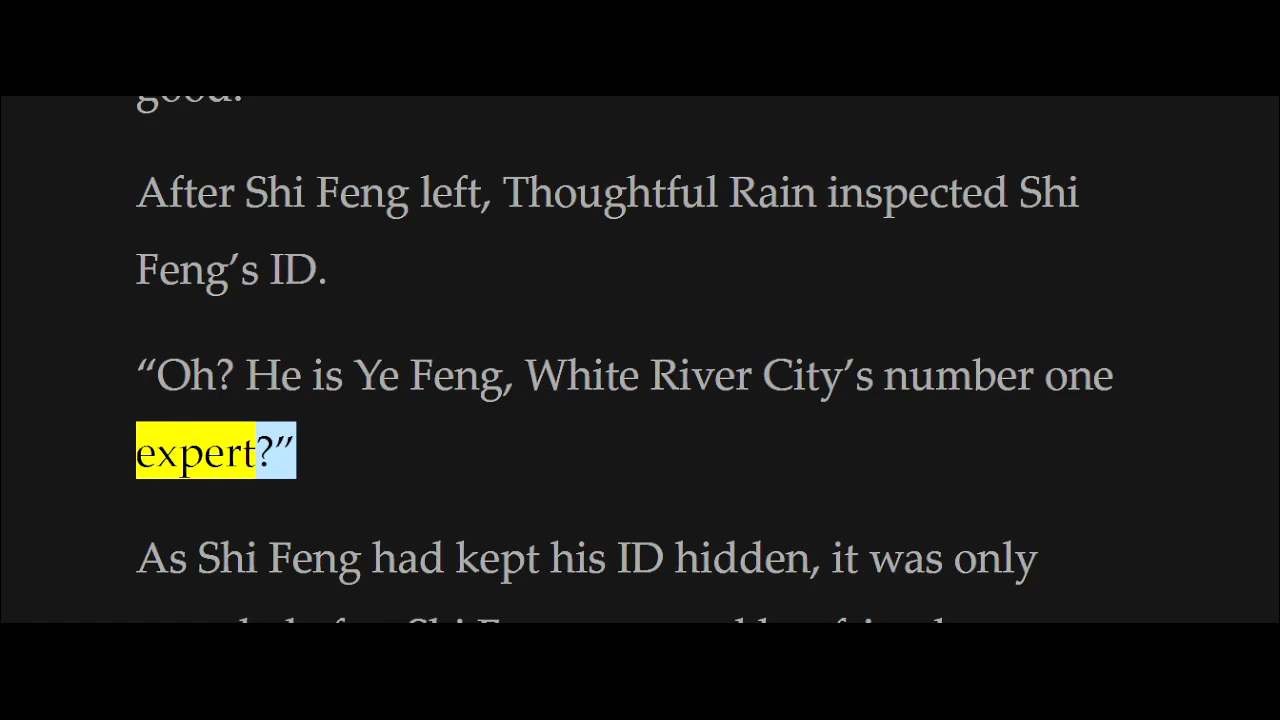 good.
After Shi Feng left, Thoughtful Rain inspected Shi
Feng’s ID.
“Oh? He is Ye Feng, White River City’s number one
expert?”
As Shi Feng had kept his ID hidden, it was only